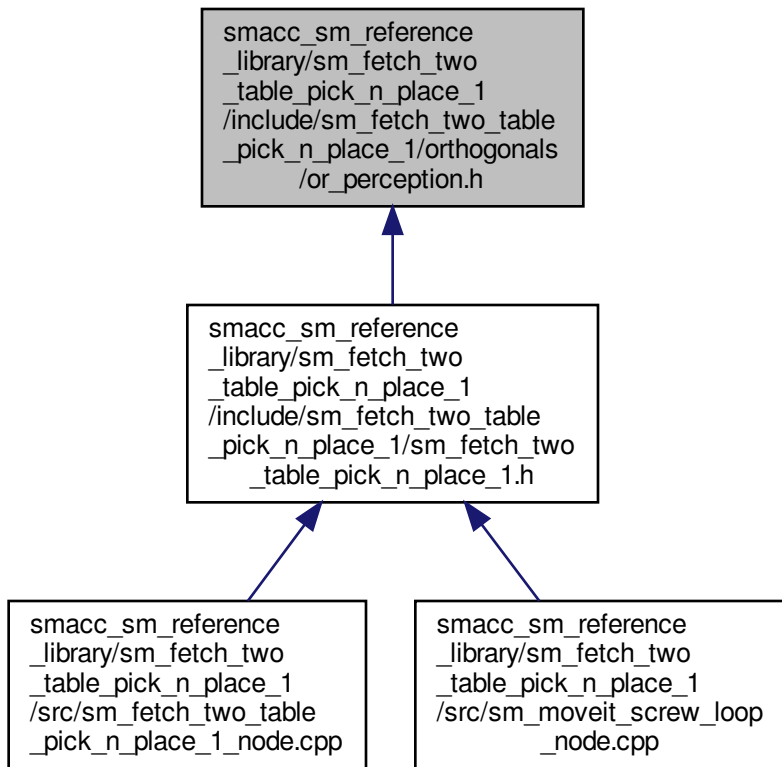 smacc_sm_reference
_library/sm_fetch_two
_table_pick_n_place_1
/include/sm_fetch_two_table
_pick_n_place_1/orthogonals
/or_perception.h
smacc_sm_reference
_library/sm_fetch_two
_table_pick_n_place_1
/include/sm_fetch_two_table
_pick_n_place_1/sm_fetch_two
_table_pick_n_place_1.h
smacc_sm_reference
_library/sm_fetch_two
_table_pick_n_place_1
/src/sm_fetch_two_table
_pick_n_place_1_node.cpp
smacc_sm_reference
_library/sm_fetch_two
_table_pick_n_place_1
/src/sm_moveit_screw_loop
_node.cpp